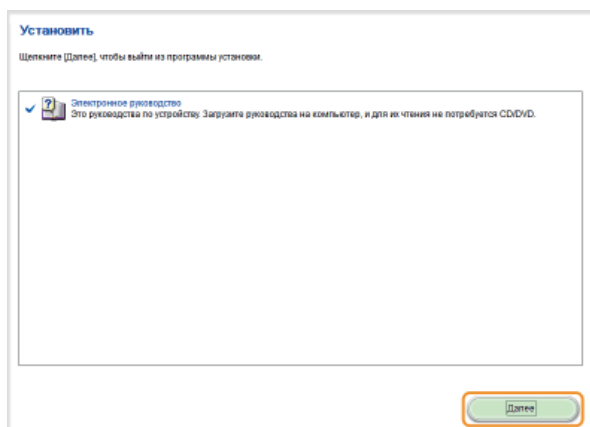 Установить
Щелкните [Далее], чтобы выйти из программы установки.
Электронное руководство
Это руководства по устройству. Загрузите руководства на компьютер, и для их чтения не потребуется CD/DVD.
Далее